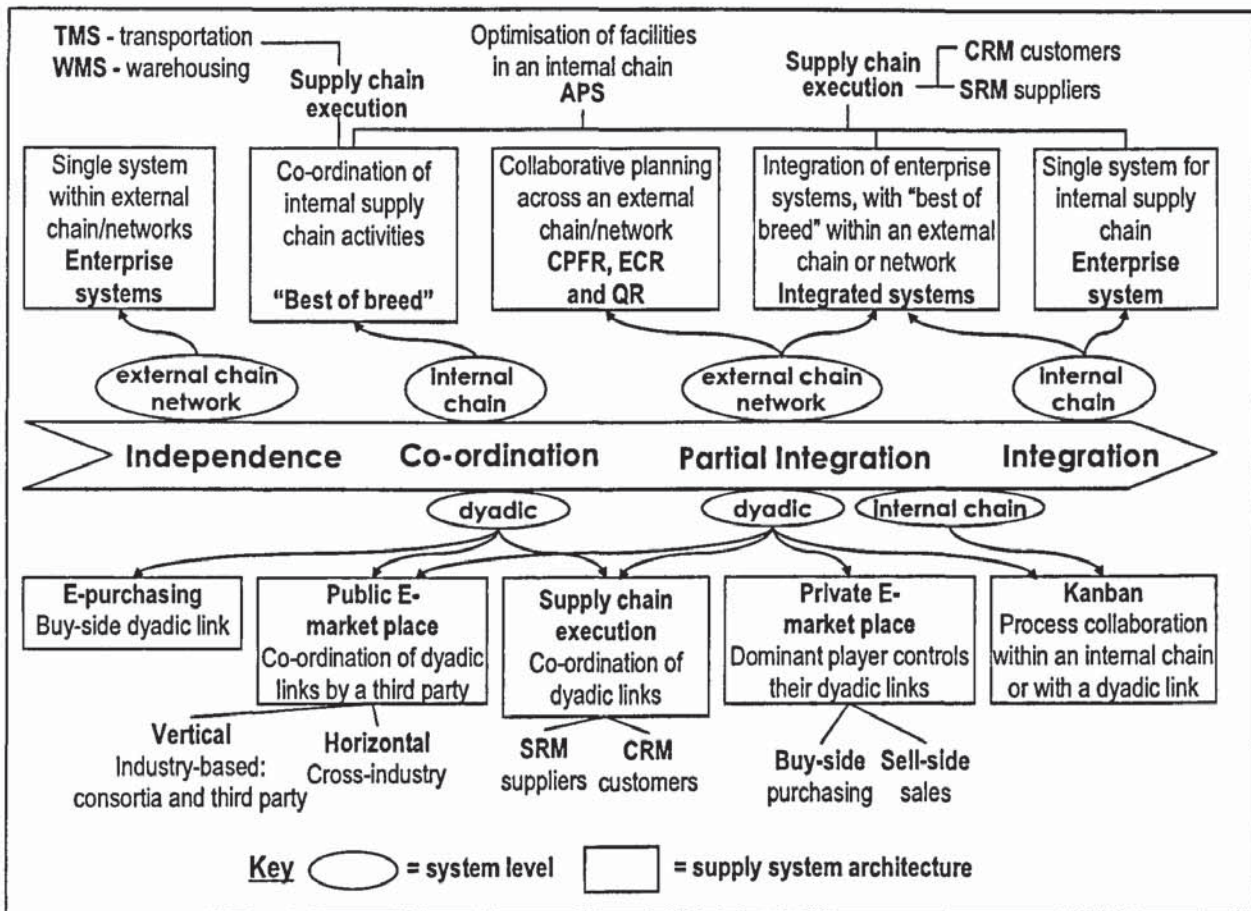 TMS - transportation
WMS - warehousing
Supply chain
execution
Optimisation of facilities
in an internal chain
APS
Supply chain
execution
CRM customers
SRM suppliers
Single system
within external
chain/networks
Enterprise
systems
Co-ordination of
internal supply
chain activities
“Best of breed”
Collaborative planning
across an external
chain/network
CPFR, ECR
and QR
Integration of enterprise
systems, with “best of
breed” within an external
chain or network
Integrated systems
Single system for
internal supply
chain
Enterprise
system
external chain
network
internal
chain
external chain
network
internal
chain
Independence
Co-ordination
Partial Integration
Integration
dyadic
dyadic
internal chain
E-purchasing
Buy-side dyadic link
Public E-
market place
Co-ordination of dyadic
links by a third party
Supply chain
execution
Co-ordination of
dyadic links
Private E-
market place
Dominant player controls
their dyadic links
Kanban
Process collaboration
within an internal chain
or with a dyadic link
Vertical
Industry-based:
consortia and third party
Horizontal
Cross-industry
SRM
suppliers
CRM
customers
Buy-side
purchasing
Sell-side
sales
Key
= system level
= supply system architecture